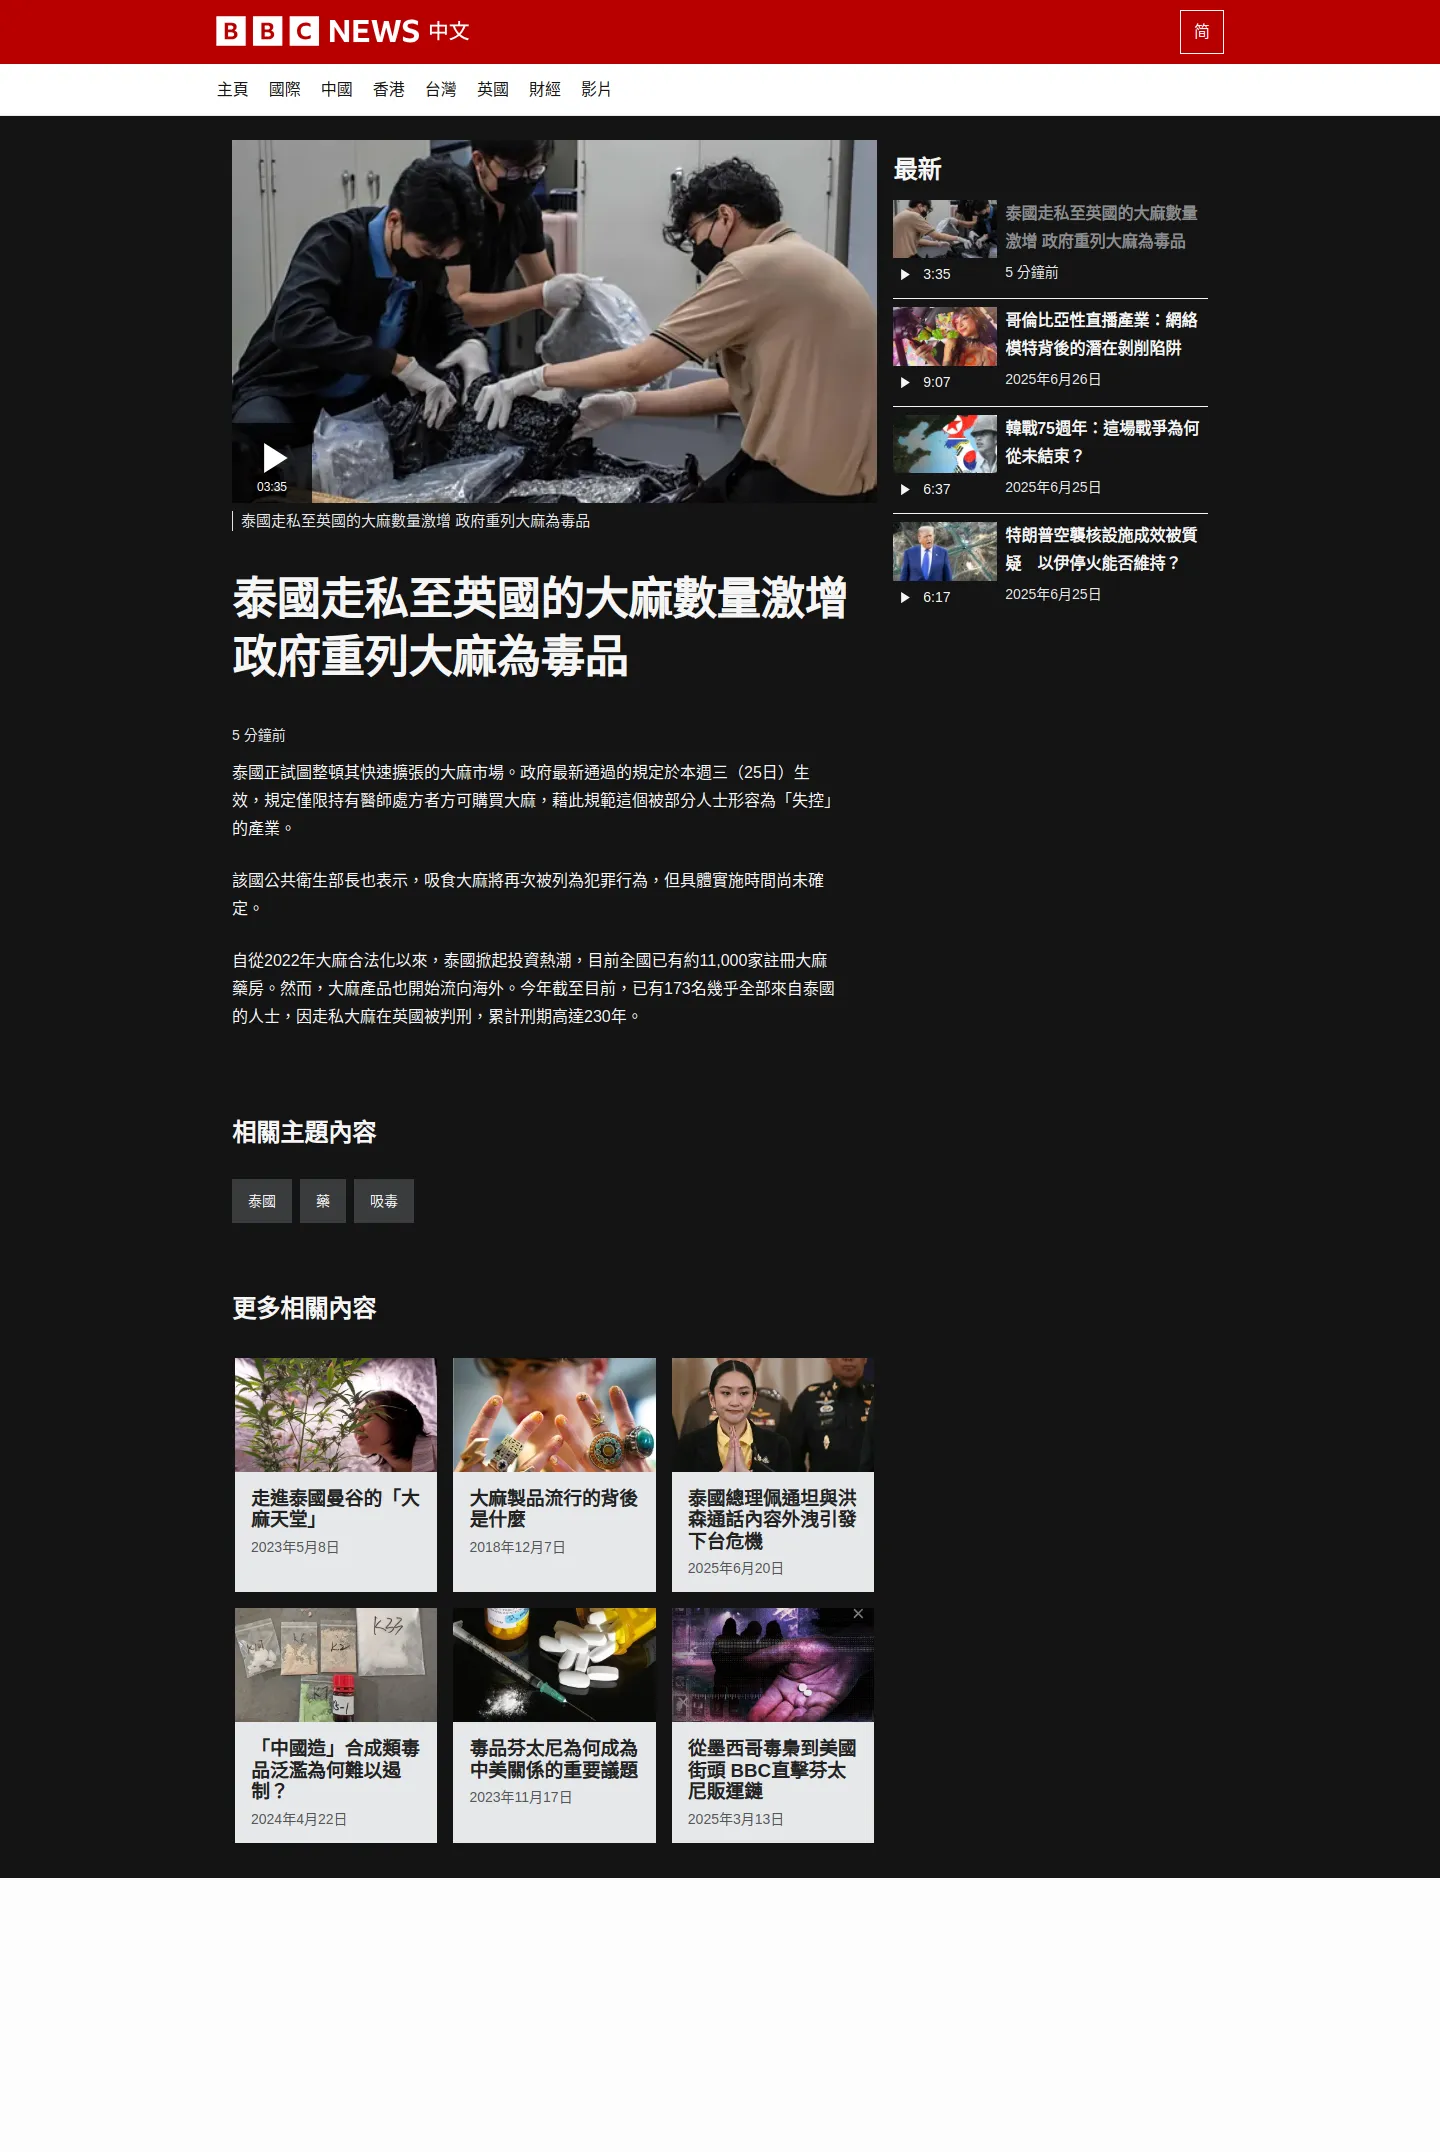 BBC NEWS 中文
简
主頁 國際 中國 香港 台灣 英國 財經 影片
03:35
泰國走私至英國的大麻數量激增 政府重列大麻為毒品
泰國走私至英國的大麻數量激增
政府重列大麻為毒品
5 分鐘前
泰國正試圖整頓其快速擴張的大麻市場。政府最新通過的規定於本週三（25日）生
效，規定僅限持有醫師處方者方可購買大麻，藉此規範這個被部分人士形容為「失控」
的產業。
該國公共衛生部長也表示，吸食大麻將再次被列為犯罪行為，但具體實施時間尚未確
定。
自從2022年大麻合法化以來，泰國掀起投資熱潮，目前全國已有約11,000家註冊大麻
藥房。然而，大麻產品也開始流向海外。今年截至目前，已有173名幾乎全部來自泰國
的人士，因走私大麻在英國被判刑，累計刑期高達230年。
最新
泰國走私至英國的大麻數量
激增 政府重列大麻為毒品
3:35
5 分鐘前
哥倫比亞性直播產業：網絡
模特背後的潛在剝削陷阱
9:07
2025年6月26日
韓戰75週年：這場戰爭為何
從未結束？
6:37
2025年6月25日
特朗普空襲核設施成效被質
疑　以伊停火能否維持？
6:17
2025年6月25日
相關主題內容
泰國 藥 吸毒
更多相關內容
走進泰國曼谷的「大
麻天堂」
2023年5月8日
大麻製品流行的背後
是什麼
2018年12月7日
泰國總理佩通坦與洪
森通話內容外洩引發
下台危機
2025年6月20日
K33
「中國造」合成類毒
品泛濫為何難以遏
制？
2024年4月22日
毒品芬太尼為何成為
中美關係的重要議題
2023年11月17日
從墨西哥毒梟到美國
街頭 BBC直擊芬太
尼販運鏈
2025年3月13日